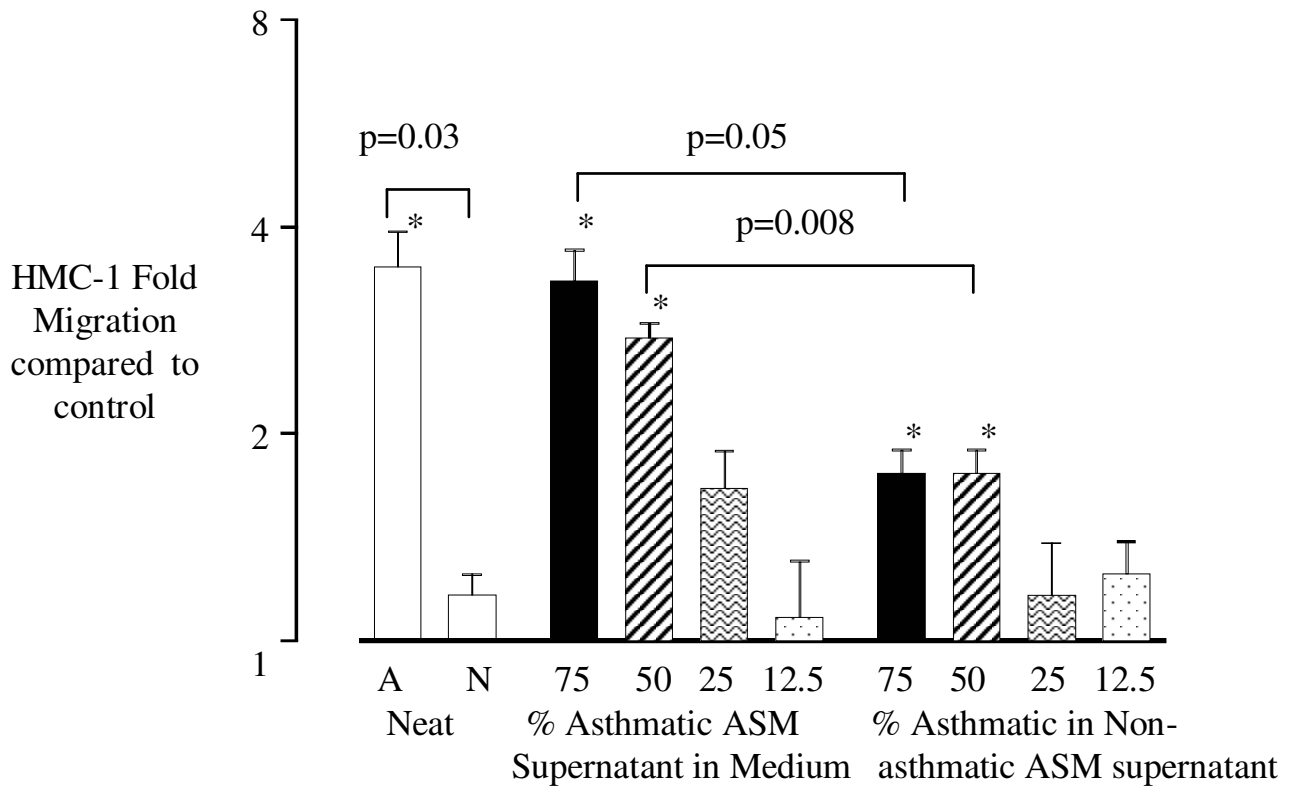 8
p=0.03
p=0.05
*
*
p=0.008
4
HMC-1 Fold
Migration
compared to
control
*
2
*
*
1
A N 75 50 25 12.5 75 50 25 12.5
Neat % Asthmatic ASM % Asthmatic in Non-
Supernatant in Medium asthmatic ASM supernatant